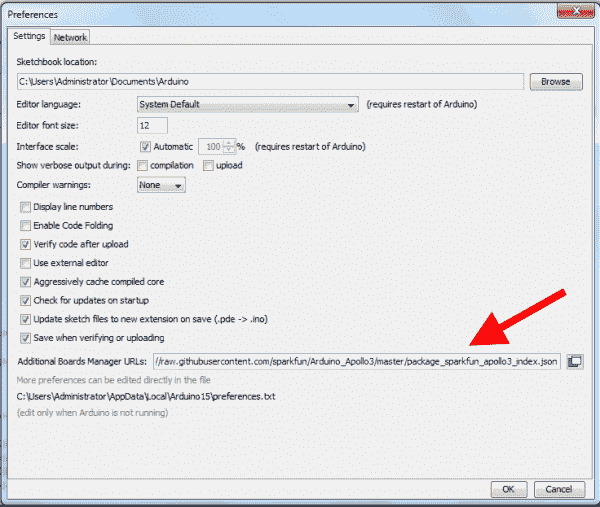 Preferences
Settings Network
Sketchbook location:
C:\Users\Administrator\Documents\Arduino Browse
Editor language: System Default (requires restart of Arduino)
Editor font size: 12
Interface scale: Automatic 100 % (requires restart of Arduino)
Show verbose output during: compilation upload
Compiler warnings: None
Display line numbers
Enable Code Folding
Verify code after upload
Use external editor
Aggressively cache compiled core
Check for updates on startup
Update sketch files to new extension on save (.pde -> .ino)
Save when verifying or uploading
Additional Boards Manager URLs: //raw.githubusercontent.com/sparkfun/Arduino_Apollo3/master/package_sparkfun_apollo3_index.json
More preferences can be edited directly in the file
C:\Users\Administrator\AppData\Local\Arduino15\preferences.txt
(edit only when Arduino is not running)
OK Cancel